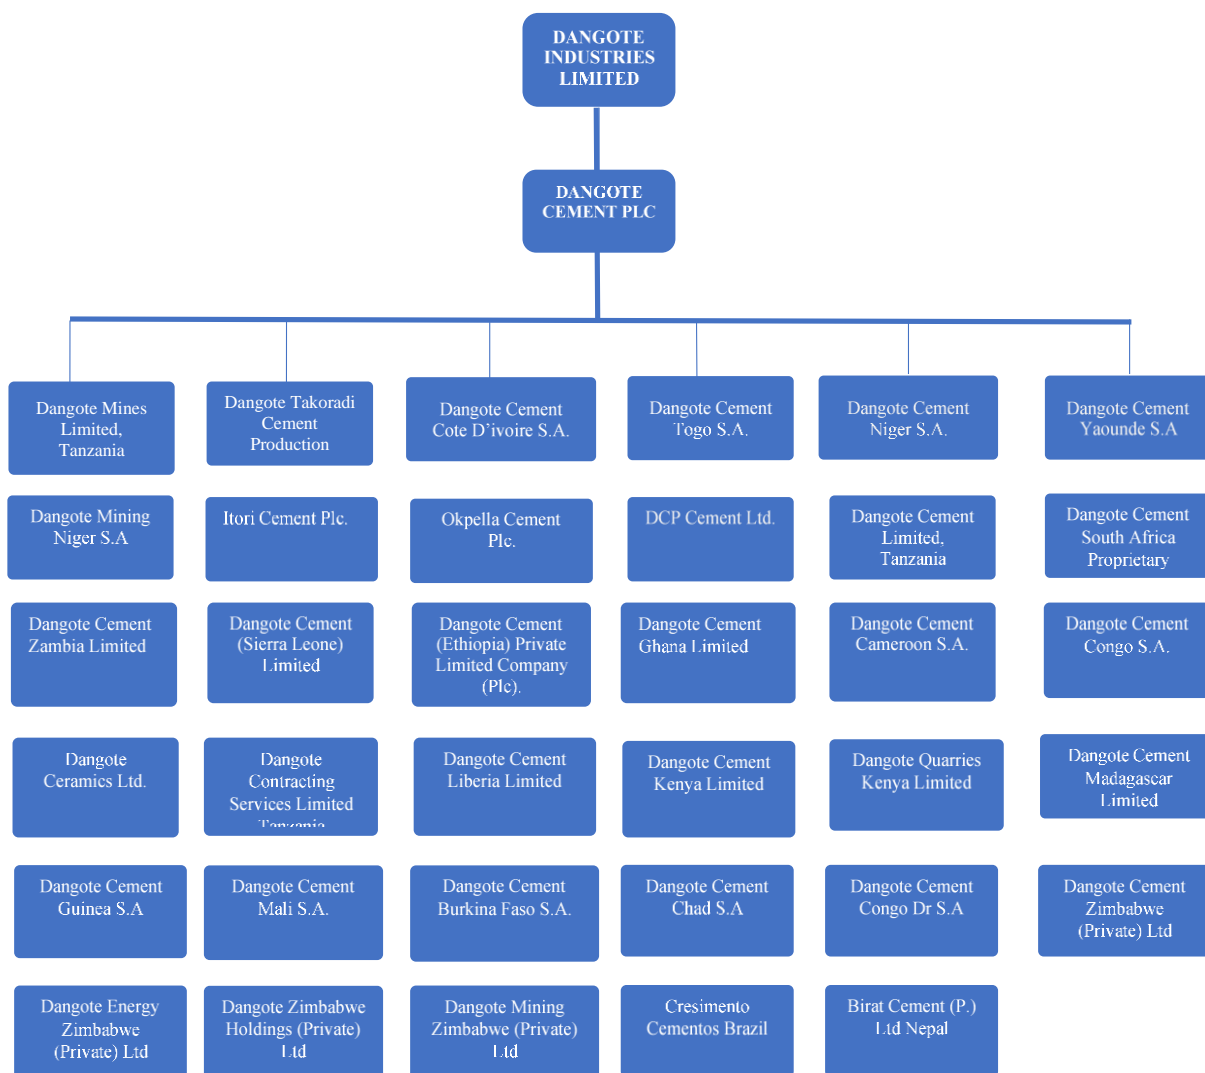 DANGOTE
INDUSTRIES
LIMITED
DANGOTE
CEMENT PLC
Dangote Mines
Limited,
Tanzania
Dangote Takoradi
Cement
Production
Dangote Cement
Cote D’ivoire S.A.
Dangote Cement
Togo S.A.
Dangote Cement
Niger S.A.
Dangote Cement
Yaounde S.A
Dangote Mining
Niger S.A
Itori Cement Plc.
Okpella Cement
Plc.
DCP Cement Ltd.
Dangote Cement
Limited,
Tanzania
Dangote Cement
South Africa
Proprietary
Dangote Cement
Zambia Limited
Dangote Cement
(Sierra Leone)
Limited
Dangote Cement
(Ethiopia) Private
Limited Company
(Plc).
Dangote Cement
Ghana Limited
Dangote Cement
Cameroon S.A.
Dangote Cement
Congo S.A.
Dangote
Ceramics Ltd.
Dangote
Contracting
Services Limited
Tanzania
Dangote Cement
Liberia Limited
Dangote Cement
Kenya Limited
Dangote Quarries
Kenya Limited
Dangote Cement
Madagascar
Limited
Dangote Cement
Guinea S.A
Dangote Cement
Mali S.A.
Dangote Cement
Burkina Faso S.A.
Dangote Cement
Chad S.A
Dangote Cement
Congo Dr S.A
Dangote Cement
Zimbabwe
(Private) Ltd
Dangote Energy
Zimbabwe
(Private) Ltd
Dangote Zimbabwe
Holdings (Private)
Ltd
Dangote Mining
Zimbabwe (Private)
Ltd
Cresimento
Cementos Brazil
Birat Cement (P.)
Ltd Nepal